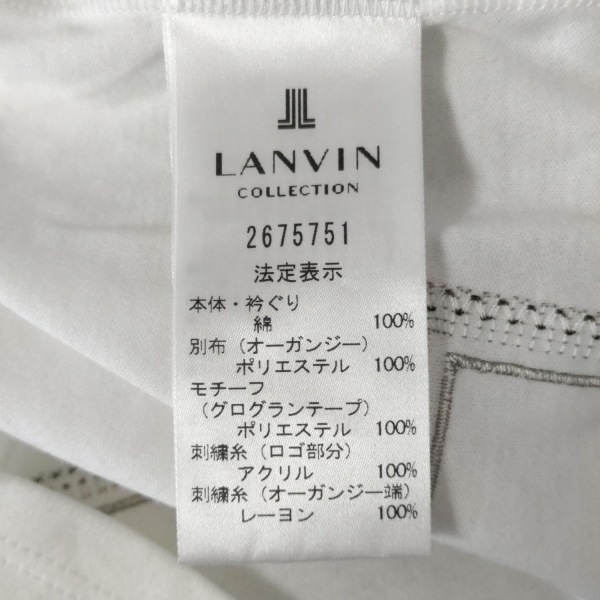 LANVIN
COLLECTION
2675751
法定表示
本体・衿ぐり
綿 100%
別布(オーガンジー)
ポリエステル 100%
モチーフ
(グログランテープ)
ポリエステル 100%
刺繍糸(ロゴ部分)
アクリル 100%
刺繍糸(オーガンジー端)
レーヨン 100%